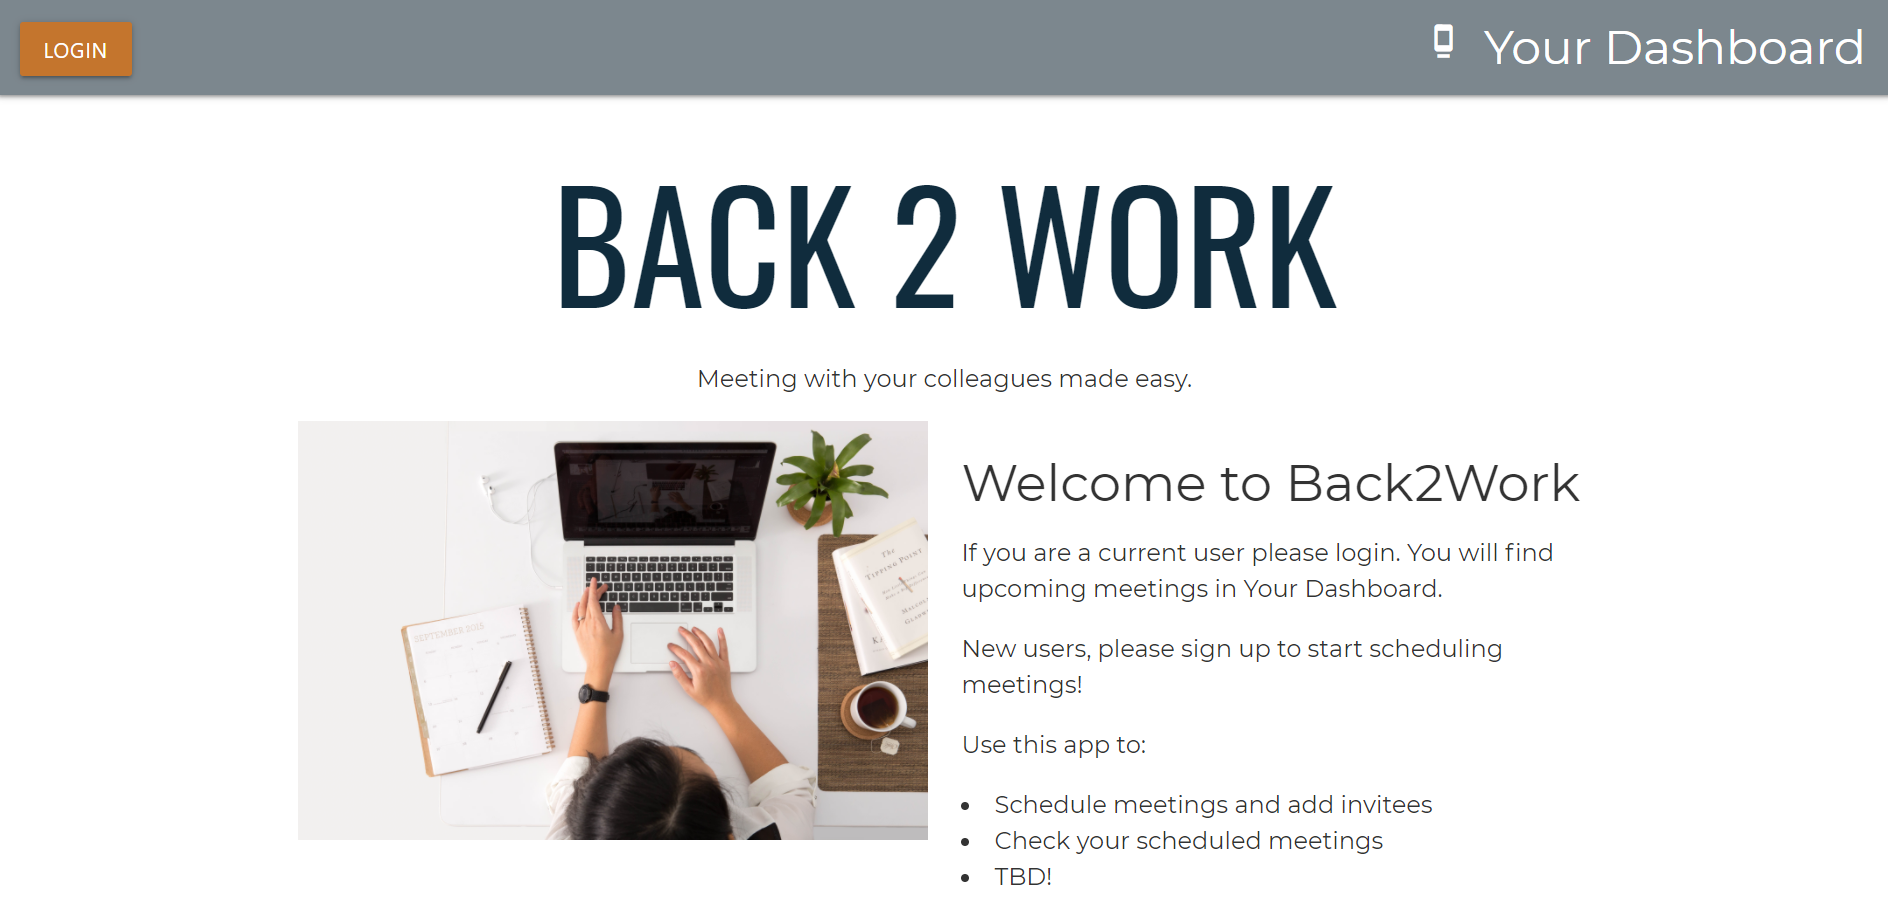 LOGIN
Your Dashboard
BACK 2 WORK
Meeting with your colleagues made easy.
SEPTEMBER 2015
The
TIPPING POINT
Welcome to Back2Work
If you are a current user please login. You will find
upcoming meetings in Your Dashboard.
New users, please sign up to start scheduling
meetings!
Use this app to:
Schedule meetings and add invitees
Check your scheduled meetings
TBD!